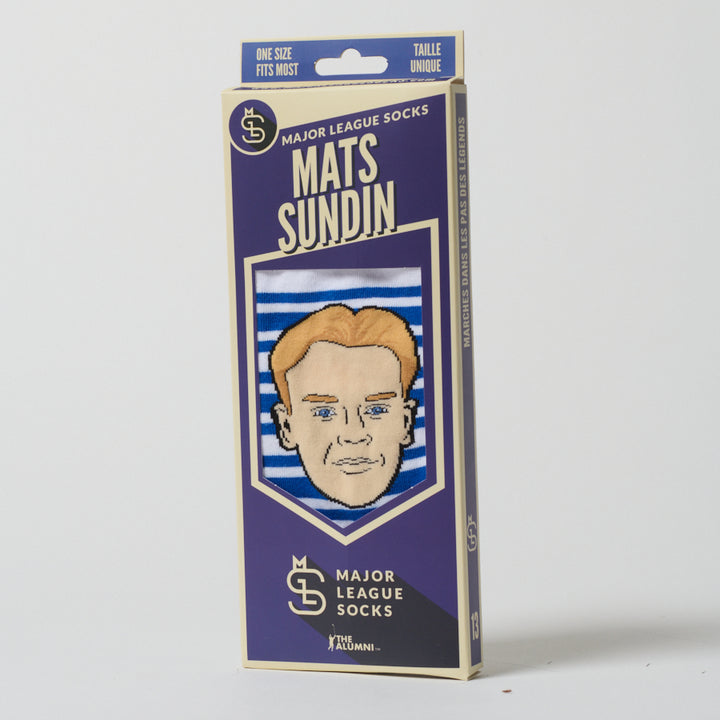 ONE SIZE
FITS MOST
TAILLE
UNIQUE
MAJOR LEAGUE SOCKS
MATS
SUNDIN
MARCHES DANS LES PAS DES LÉGENDS
MAJOR
LEAGUE
SOCKS
THE
ALUMNI
13